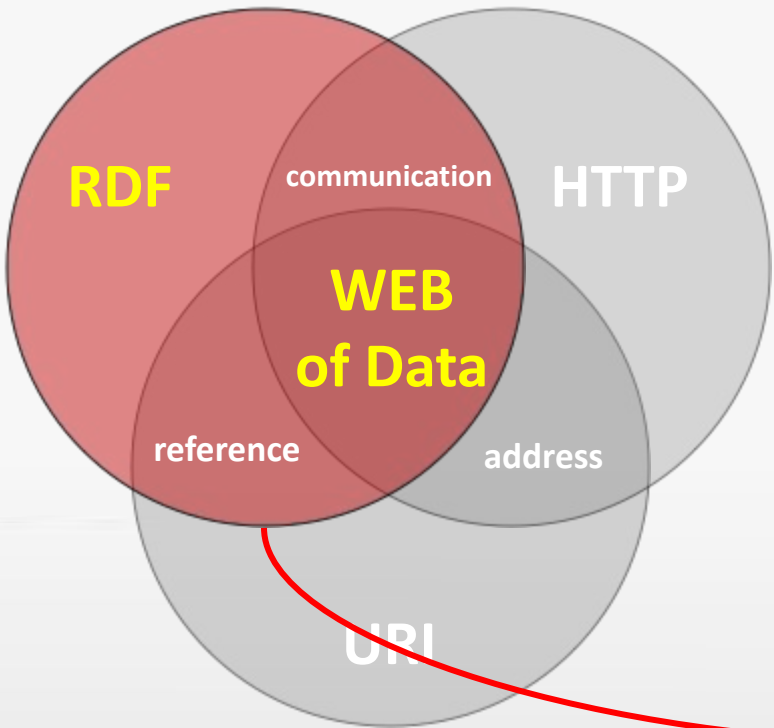 RDF
communication
HTTP
WEB
of Data
reference
address
URI